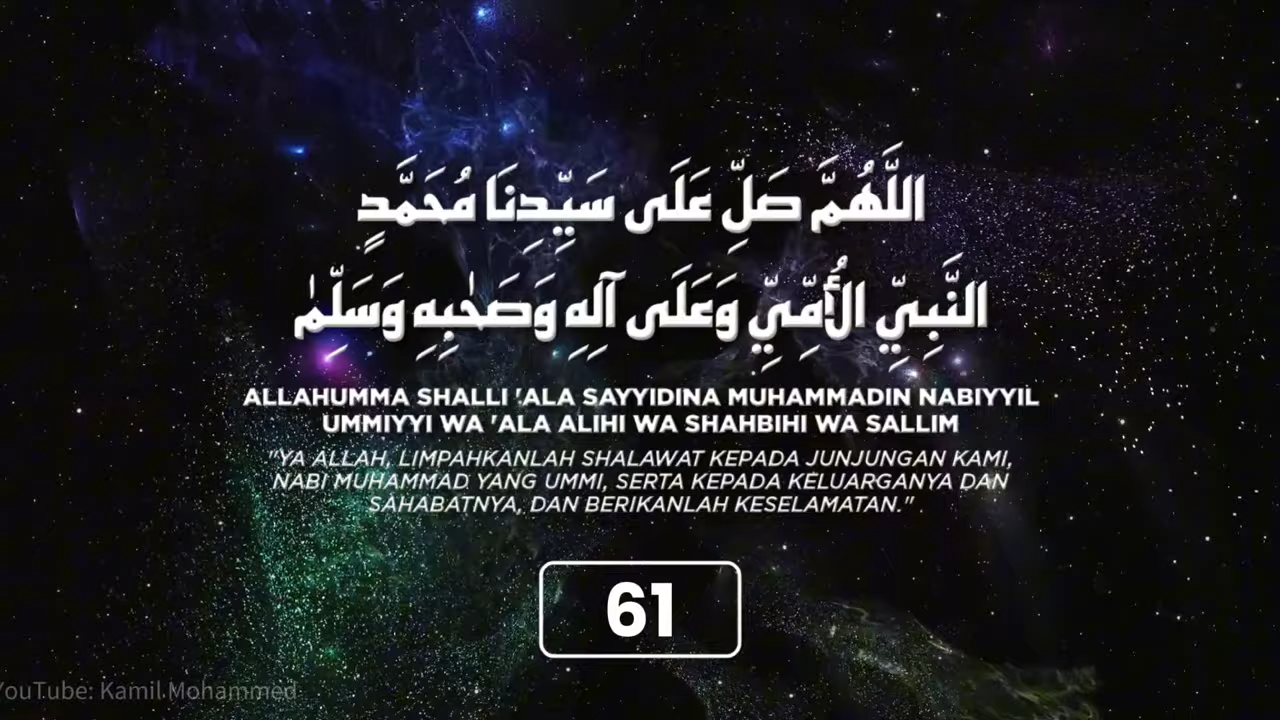 اللَّهُمَّ صَلِّ عَلَى سَيِّدِنَا مُحَمَّدٍ
النَّبِيِّ الأُمِّيِّ وَعَلَى آلِهِ وَصَحْبِهِ وَسَلِّمْ
ALLAHUMMA SHALLI 'ALA SAYYIDINA MUHAMMADIN NABIYYIL
UMMIYYI WA 'ALA ALIHI WA SHAHBIHI WA SALLIM
"YA ALLAH, LIMPAHKANLAH SHALAWAT KEPADA JUNJUNGAN KAMI,
NABI MUHAMMAD YANG UMMI, SERTA KEPADA KELUARGANYA DAN
SAHABATNYA, DAN BERIKANLAH KESELAMATAN."
61
YouTube: Kamil Mohammed